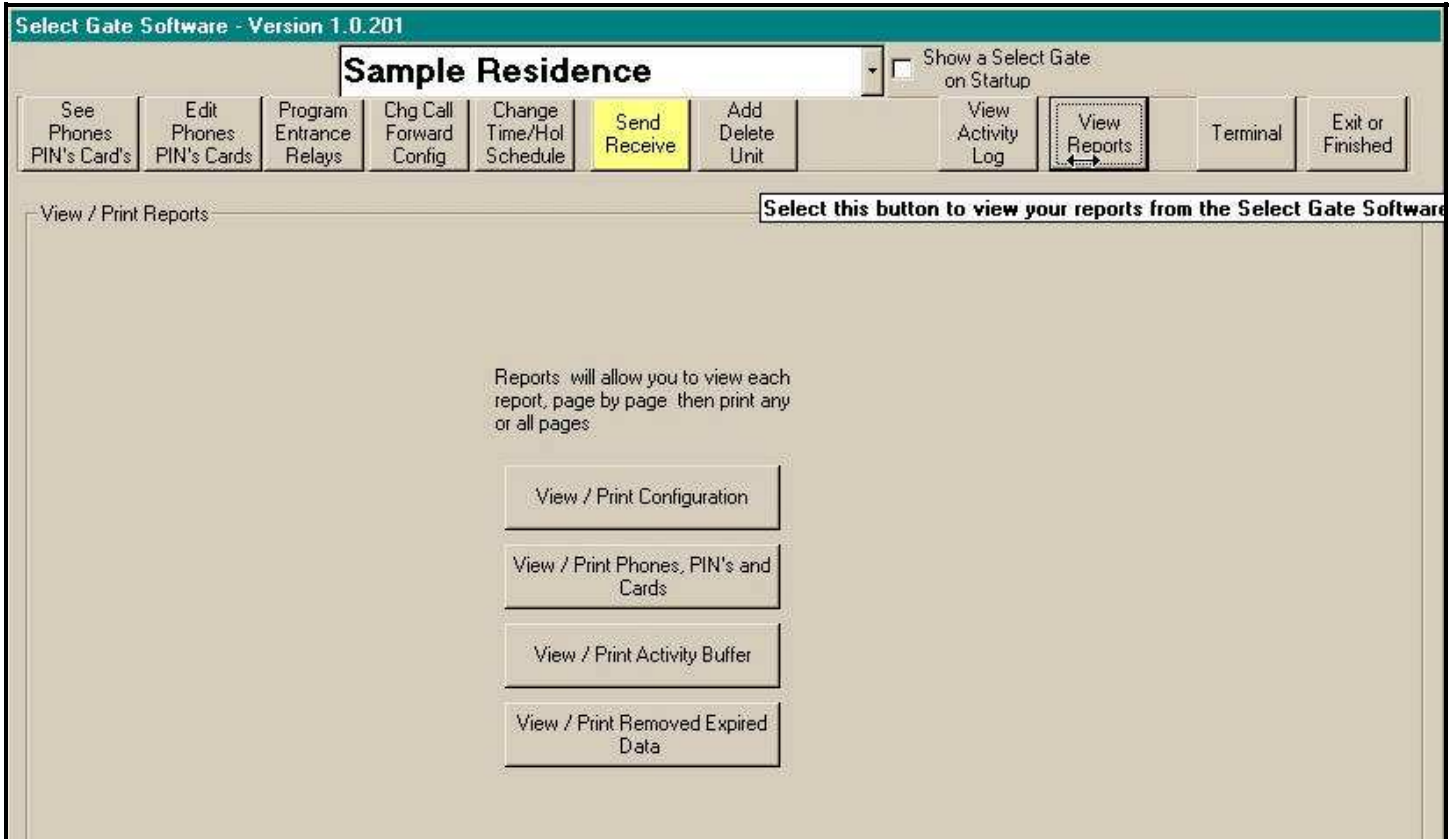 Select Gate Software - Version 1.0.201
Sample Residence
Show a Select Gate
on Startup
See
Phones
PIN's Card's
Edit
Phones
PIN's Cards
Program
Entrance
Relays
Chg Call
Forward
Config
Change
Time/Hol
Schedule
Send
Receive
Add
Delete
Unit
View
Activity
Log
View
Reports
Terminal
Exit or
Finished
Select this button to view your reports from the Select Gate Software
View / Print Reports
Reports will allow you to view each
report, page by page then print any
or all pages
View / Print Configuration
View / Print Phones, PIN's and
Cards
View / Print Activity Buffer
View / Print Removed Expired
Data